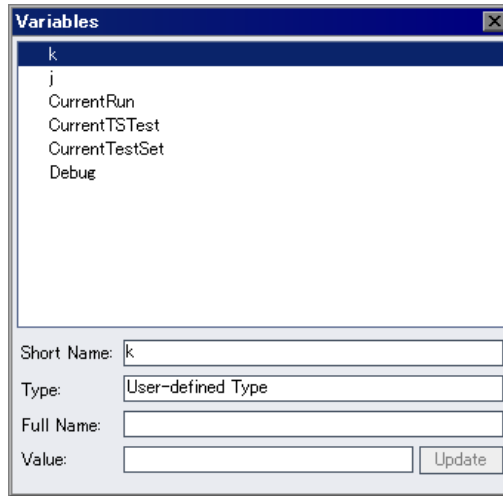 Variables
k
j
CurrentRun
CurrentTSTest
CurrentTestSet
Debug
Short Name: k
Type: User-defined Type
Full Name:
Value: Update